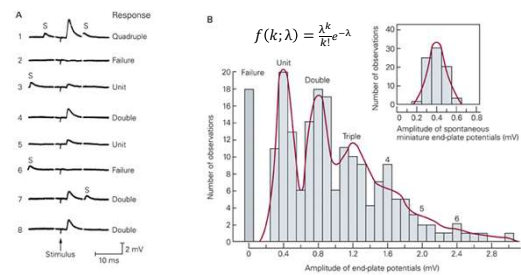 A
Response
S S
1 Quadruple
2 Failure
S
3 Unit
4 Double
5 Unit
S
6 Failure
S
7 Double
8 Double
Stimulus
2 mV
10 ms
B
f(k;λ) = λ^k/k! e^−λ
Number of observations
20
18
16
14
12
10
8
6
4
2
0
Failure
Unit
Double
Triple
4
5
6
0 0.4 0.8 1.2 1.6 2.0 2.4 2.8
Amplitude of end-plate potentials (mV)
Number of observations
40
30
20
10
0
0 0.2 0.4 0.6 0.8
Amplitude of spontaneous
miniature end-plate potentials (mV)